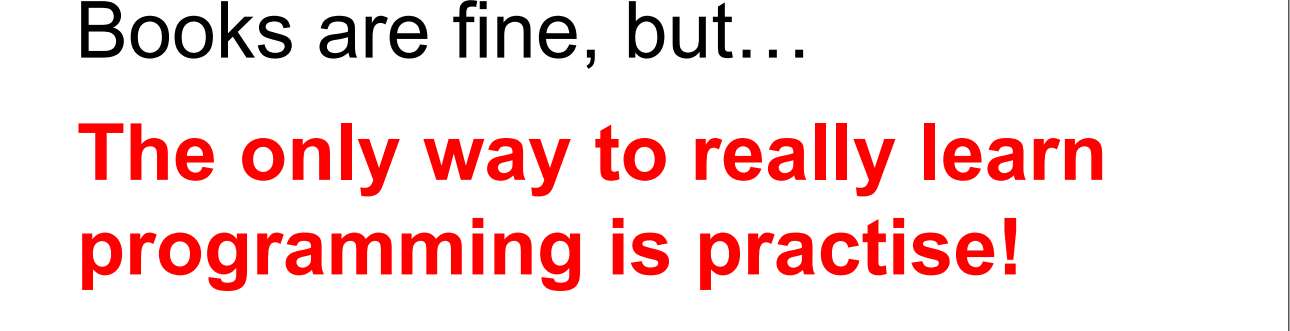 Books are fine, but…
The only way to really learn
programming is practise!